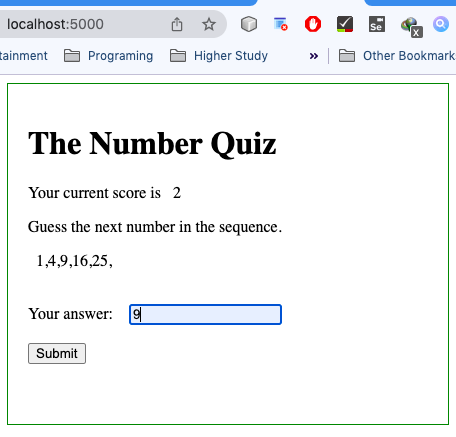 localhost:5000
tainment Programing Higher Study » Other Bookmark
The Number Quiz
Your current score is 2
Guess the next number in the sequence.
1,4,9,16,25,
Your answer: 9
Submit